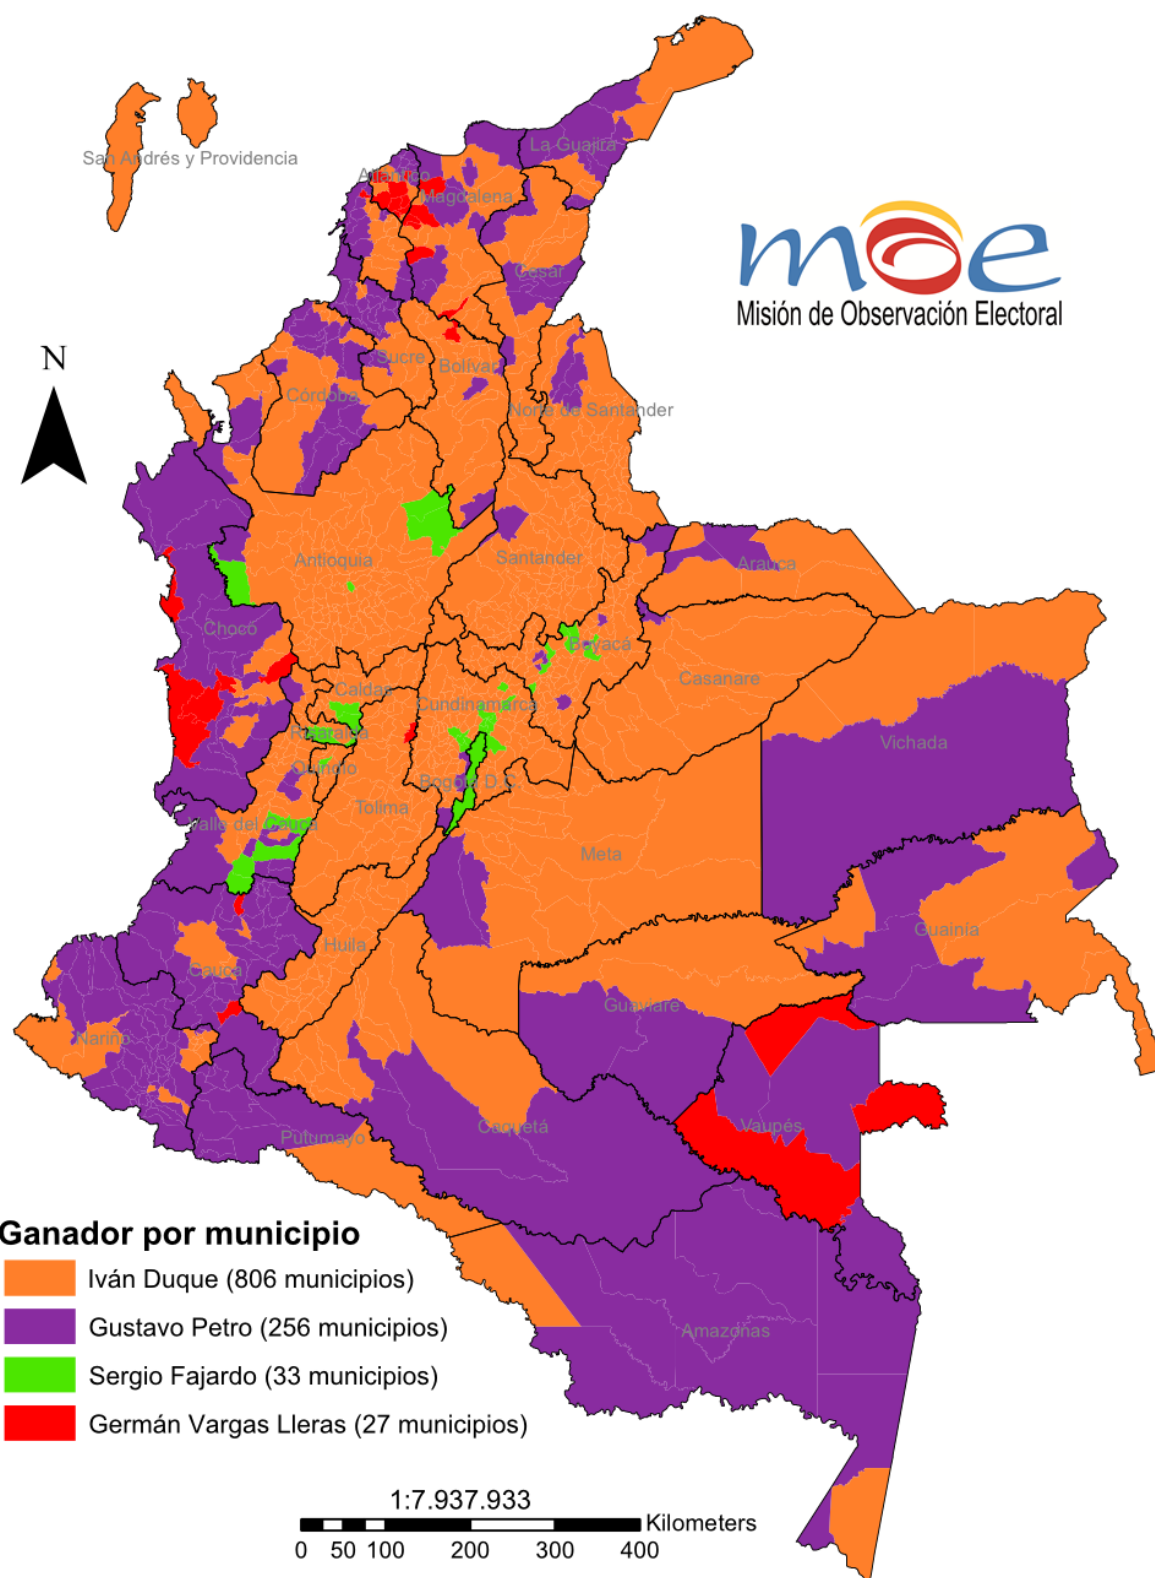 San Andrés y Providencia
La Guajira
Atlántico
Magdalena
Cesar
moe
Misión de Observación Electoral
N
Sucre
Bolívar
Córdoba
Norte de Santander
Antioquia
Santander
Arauca
Chocó
Boyacá
Casanare
Caldas
Cundinamarca
Risaralda
Vichada
Quindío
Bogotá D.C.
Tolima
Valle del Cauca
Meta
Guainía
Huila
Cauca
Guaviare
Nariño
Vaupés
Caquetá
Putumayo
Amazonas
Ganador por municipio
Iván Duque (806 municipios)
Gustavo Petro (256 municipios)
Sergio Fajardo (33 municipios)
Germán Vargas Lleras (27 municipios)
1:7.937.933
Kilometers
0 50 100 200 300 400